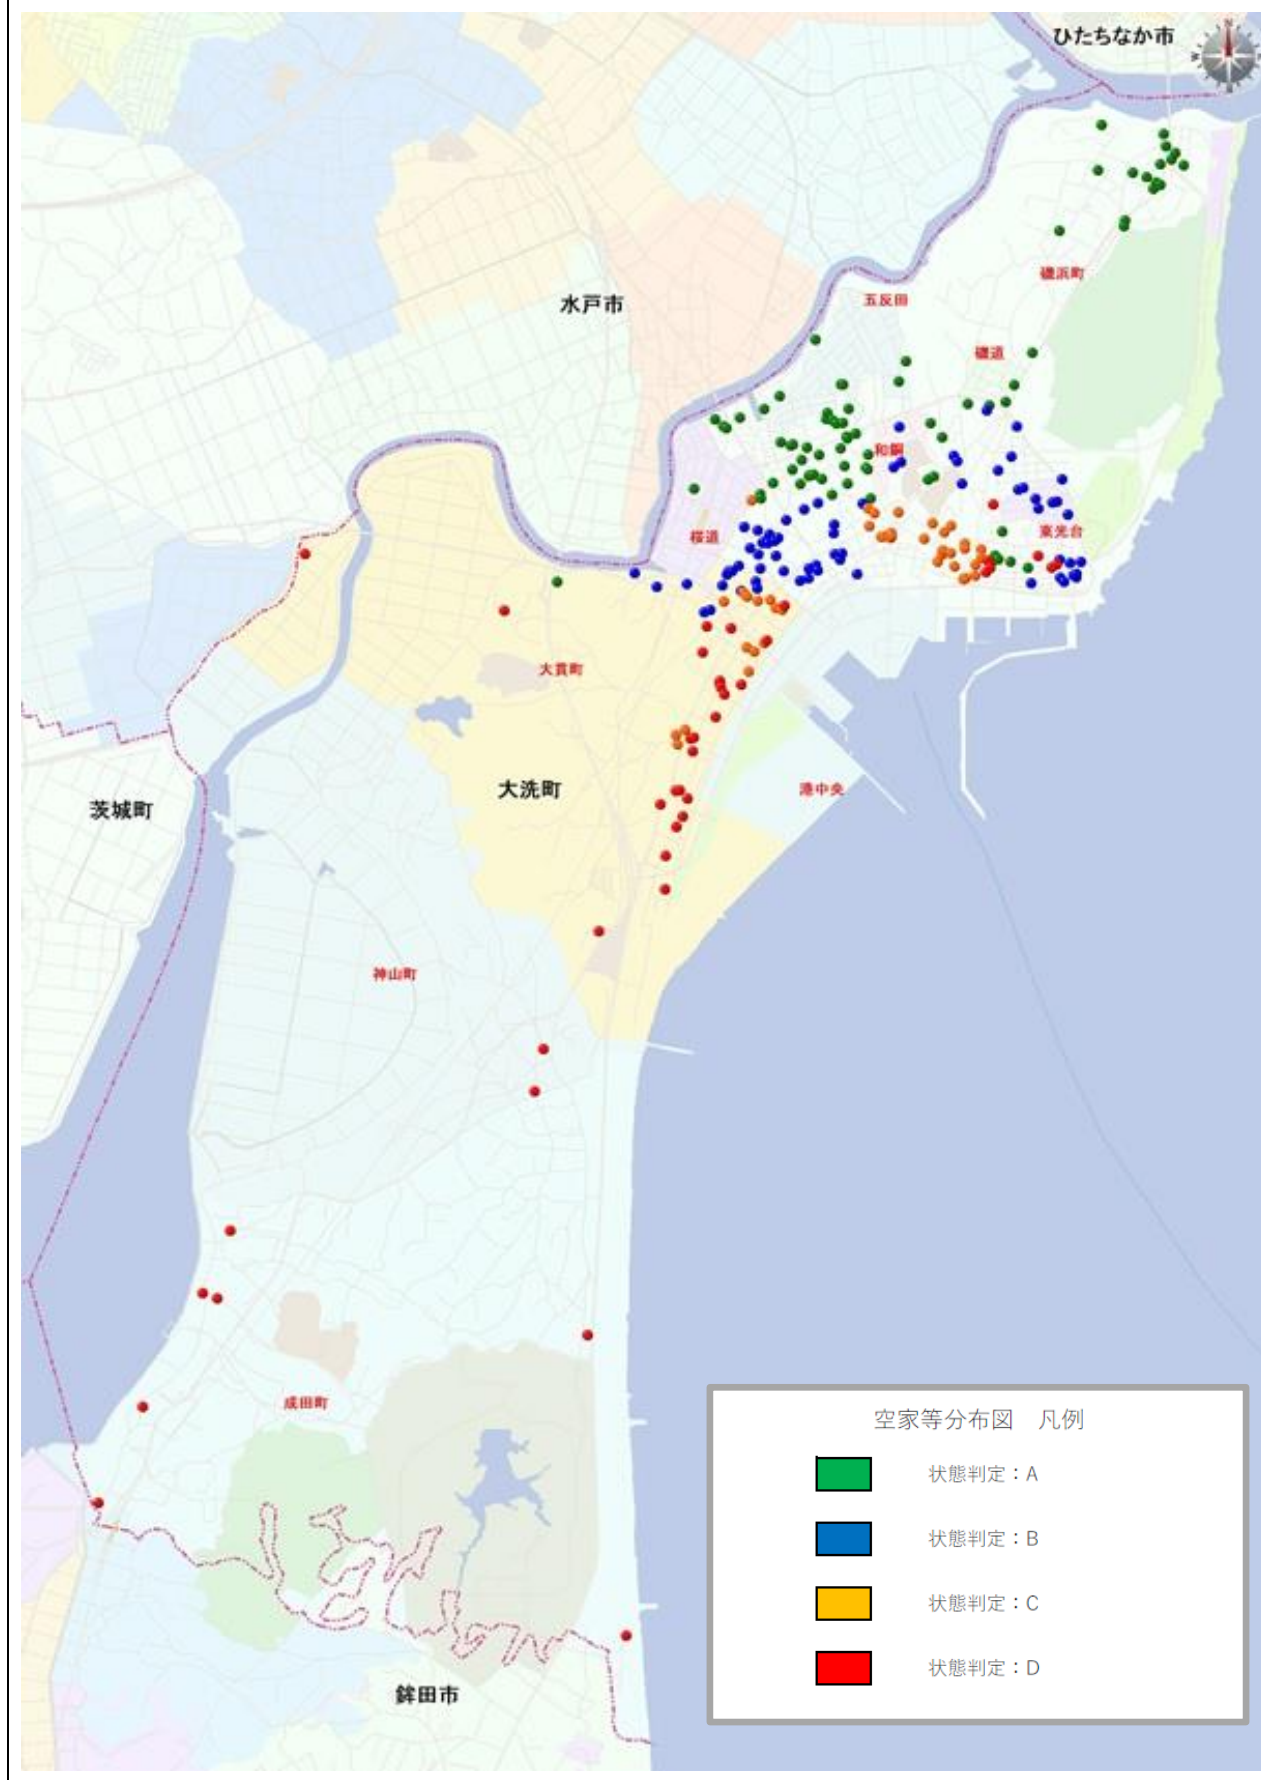 ひたちなか市
N
W
磯浜町
五反田
水戸市
磯道
和銅
東光台
桜道
大貫町
大洗町
港中央
茨城町
神山町
成田町
鉾田市
空家等分布図 凡例
状態判定：A
状態判定：B
状態判定：C
状態判定：D